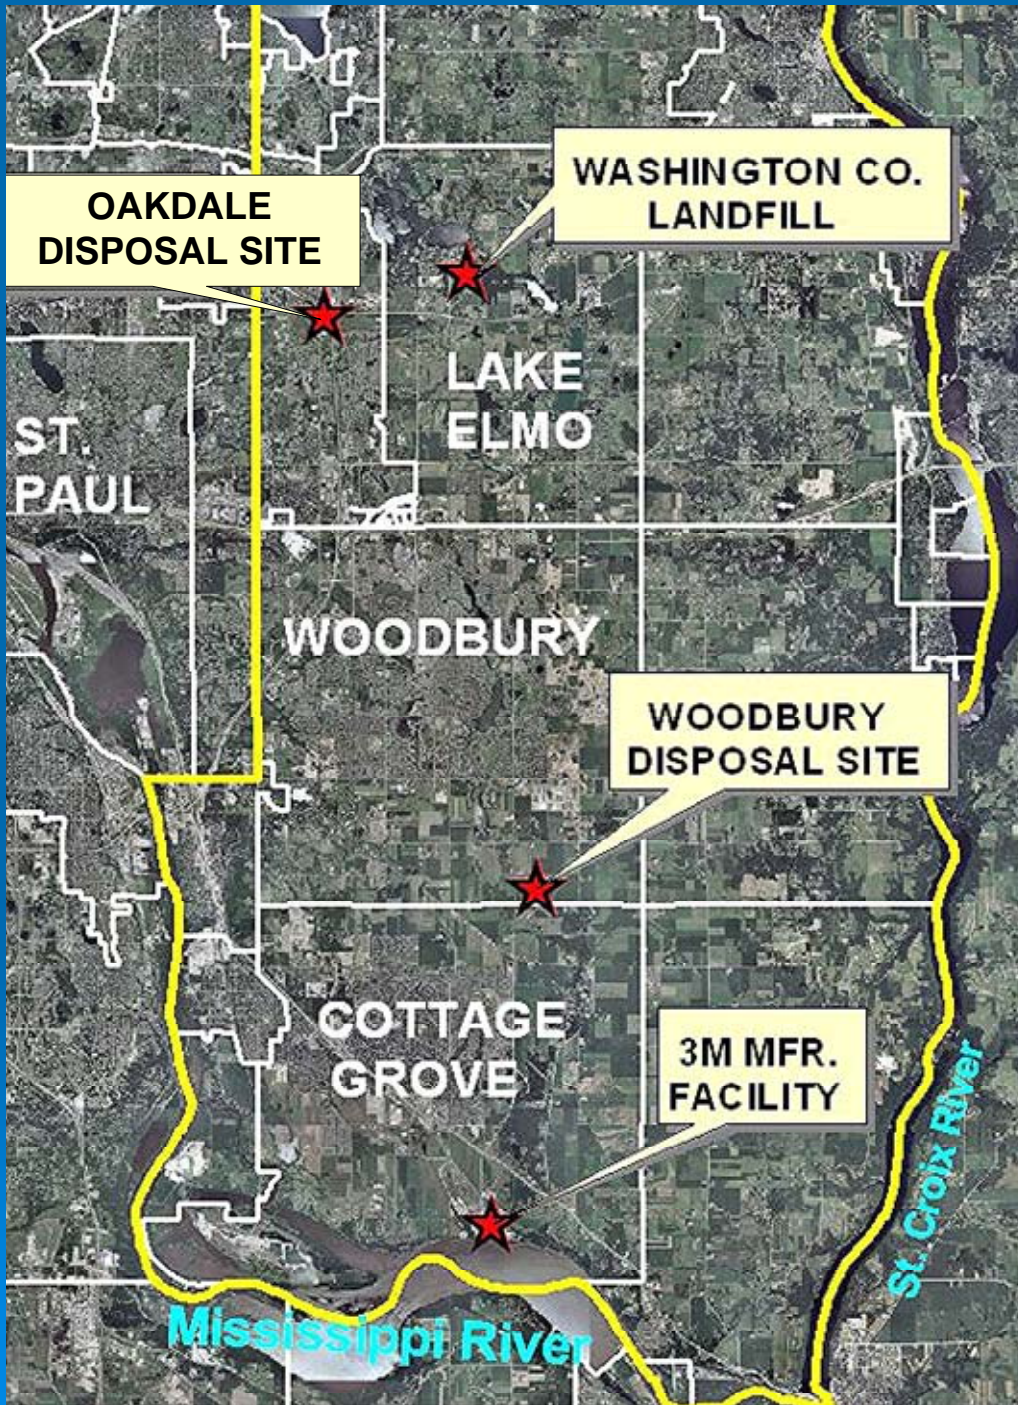 OAKDALE
DISPOSAL SITE
WASHINGTON CO.
LANDFILL
LAKE
ELMO
ST.
PAUL
WOODBURY
WOODBURY
DISPOSAL SITE
COTTAGE
GROVE
3M MFR.
FACILITY
St. Croix River
Mississippi River